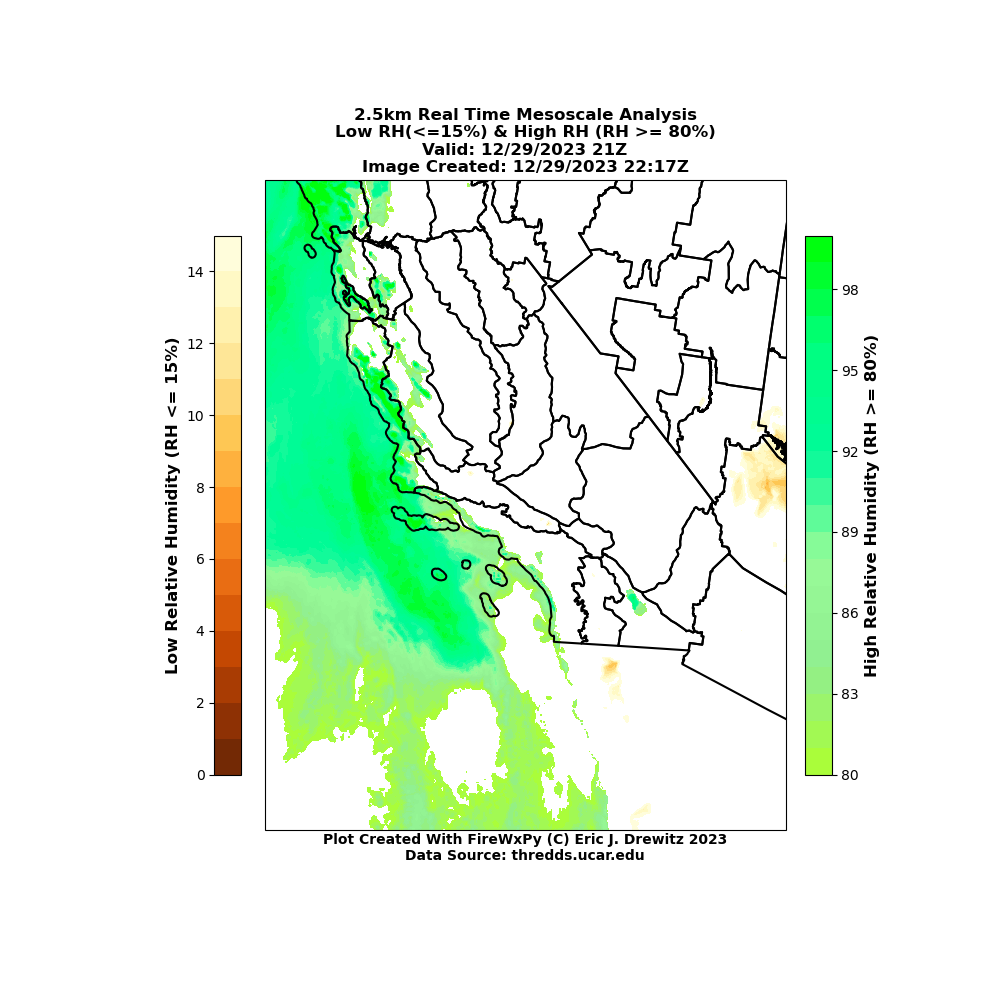 2.5km Real Time Mesoscale Analysis
Low RH(<=15%) & High RH (RH >= 80%)
Valid: 12/29/2023 21Z
Image Created: 12/29/2023 22:17Z
Low Relative Humidity (RH <= 15%)
14
12
10
8
6
4
2
0
98
95
92
89
86
83
80
High Relative Humidity (RH >= 80%)
Plot Created With FireWxPy (C) Eric J. Drewitz 2023
Data Source: thredds.ucar.edu